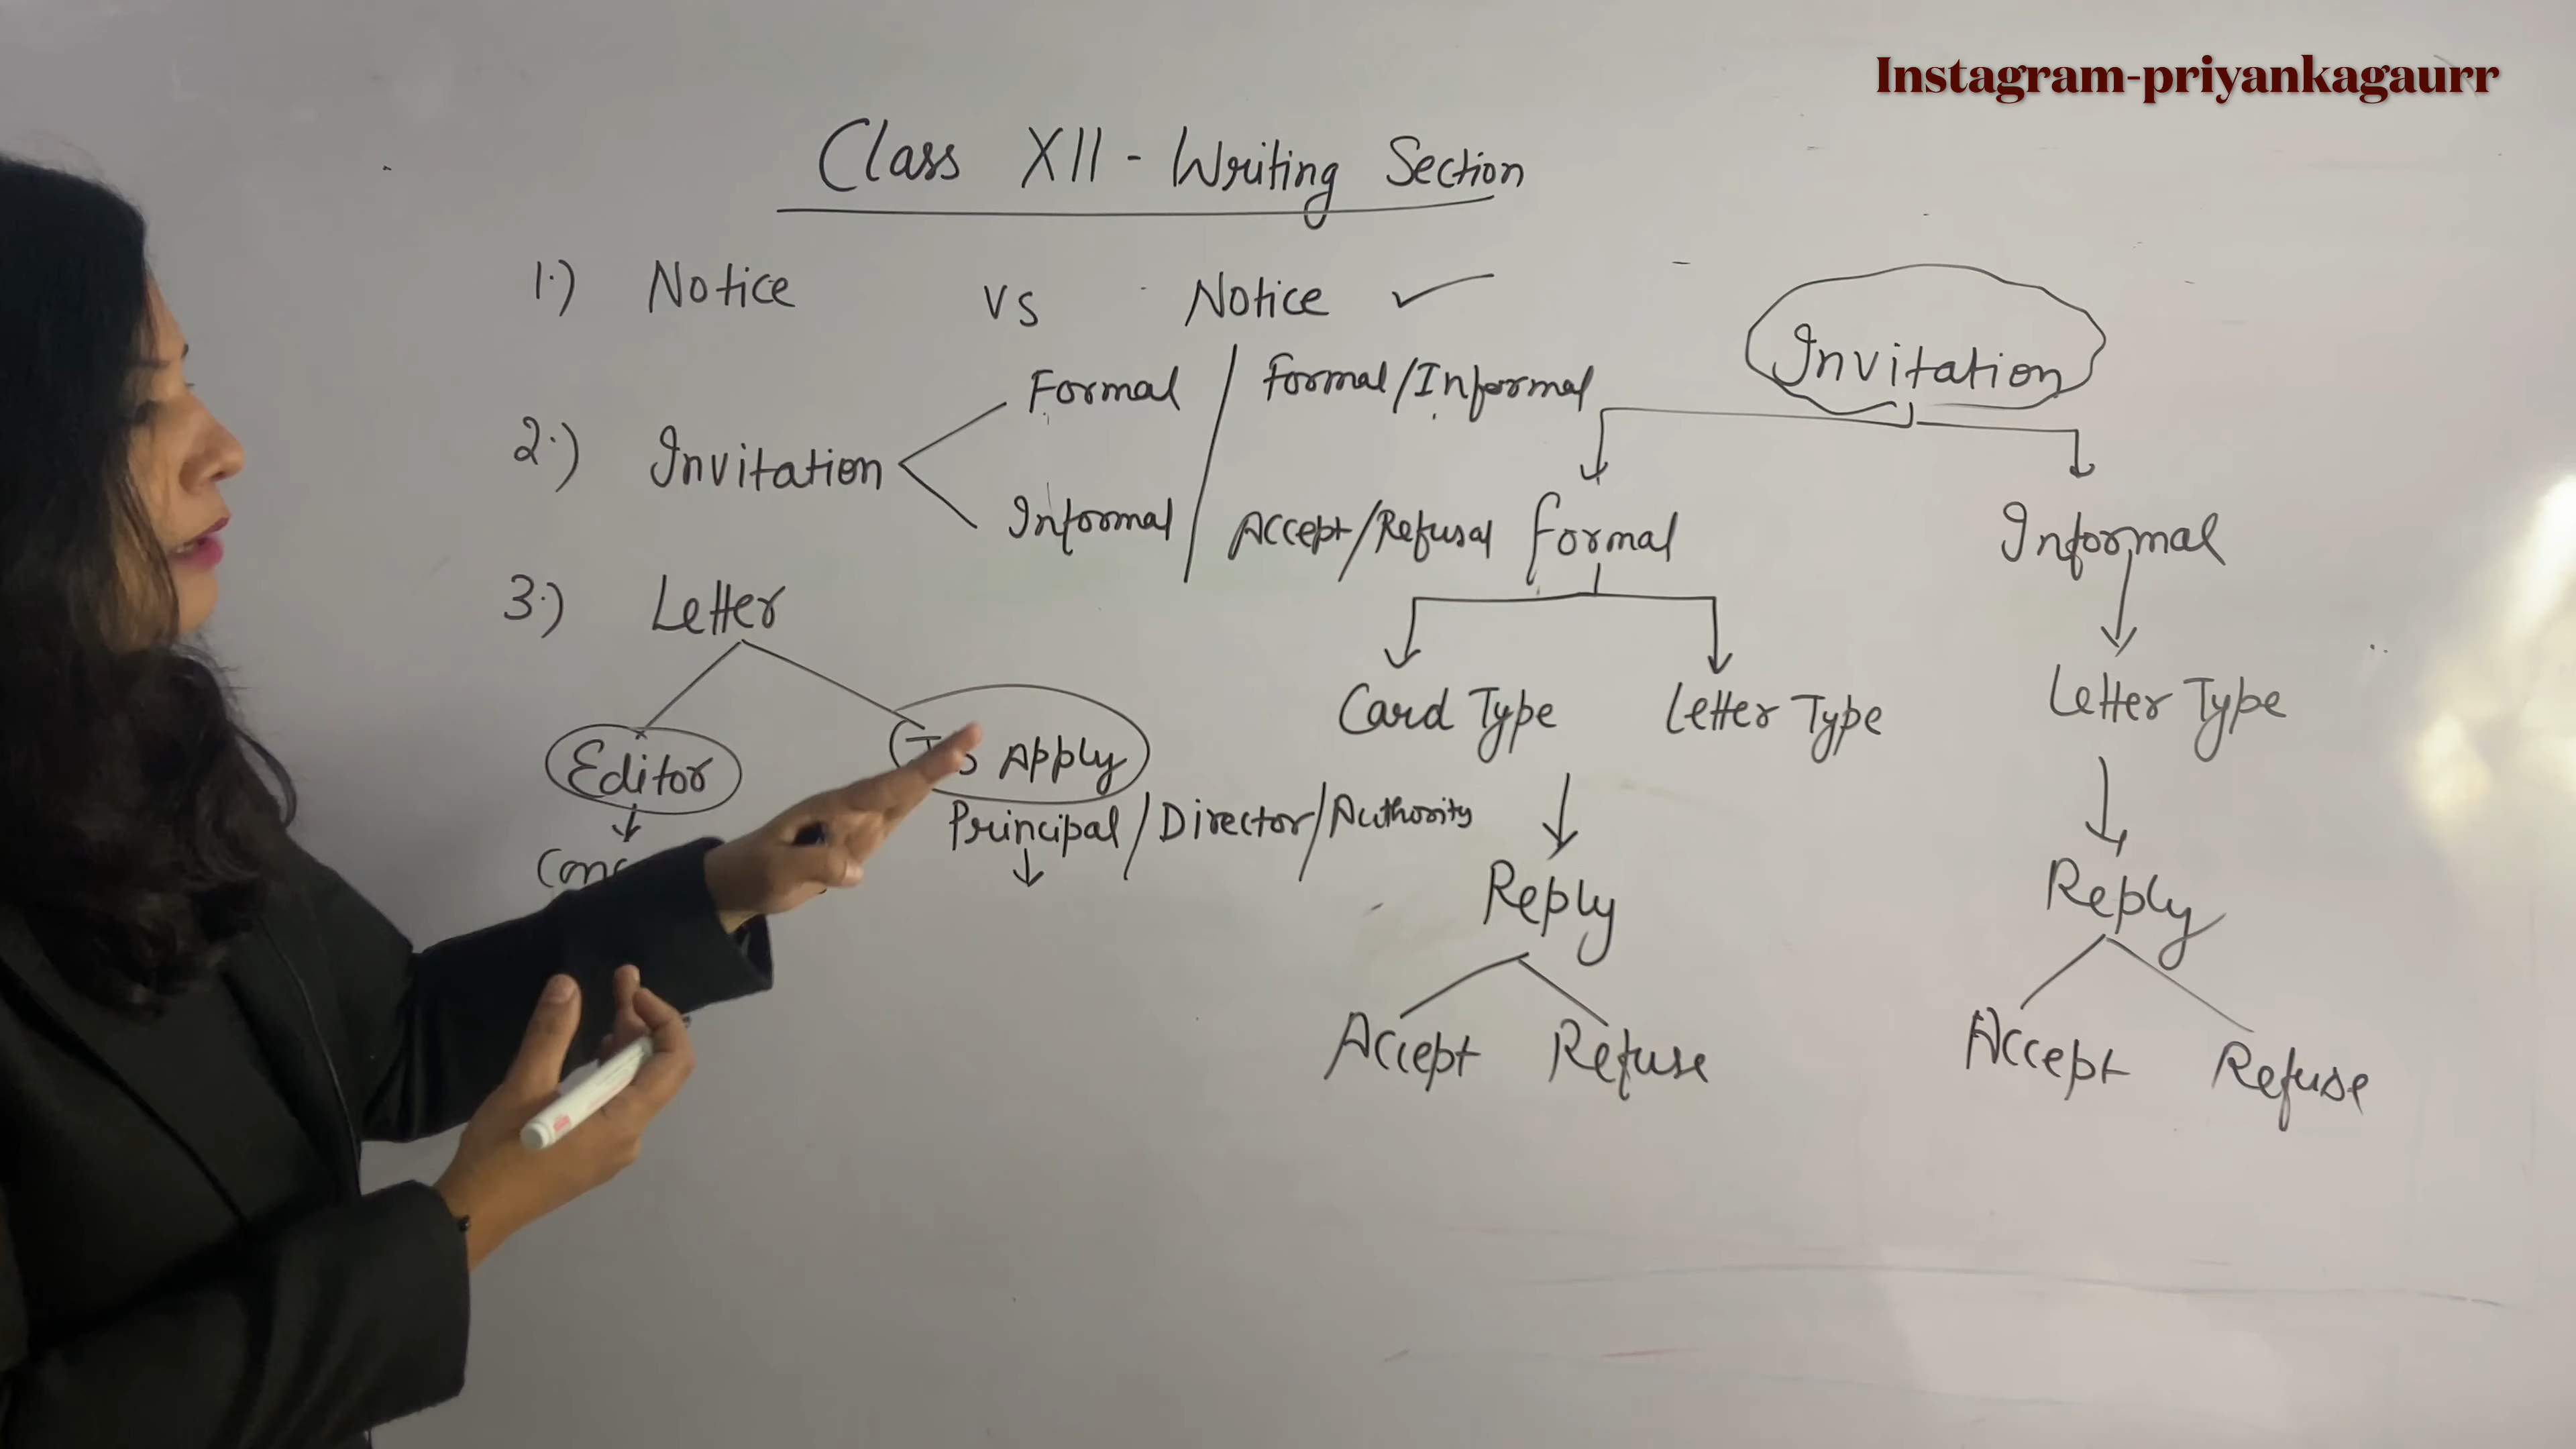 Instagram-priyankagaurr
Class XII - Writing Section
1.) Notice vs Notice ✓
2.) Invitation
Formal / Formal/Informal
Informal / Accept/Refusal
3.) Letter
Editor
To Apply
Principal/Director/Authority
Invitation
Formal
Informal
Card Type
Letter Type
Letter Type
Reply
Reply
Accept
Refuse
Accept
Refuse